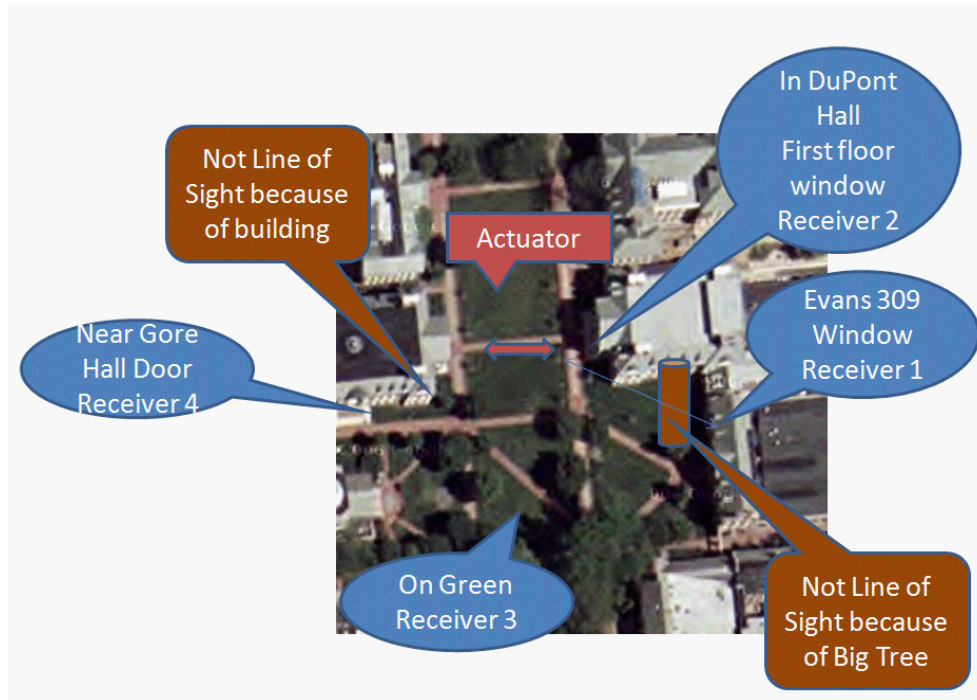 In DuPont
Hall
First floor
window
Receiver 2
Not Line of
Sight because
of building
Actuator
Evans 309
Window
Receiver 1
Near Gore
Hall Door
Receiver 4
On Green
Receiver 3
Not Line of
Sight because
of Big Tree